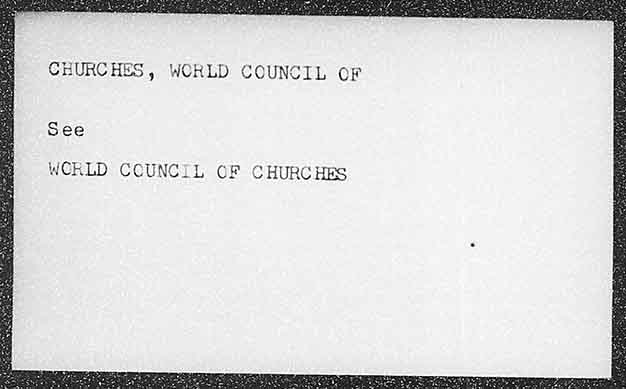 CHURCHES, WORLD COUNCIL OF
See
WORLD COUNCIL OF CHURCHES